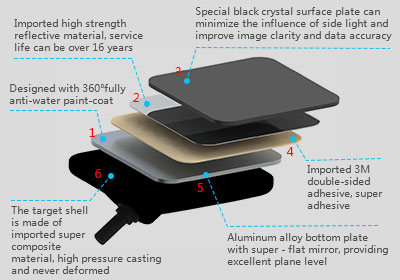 Imported high strength
reflective material, service
life can be over 16 years
Special black crystal surface plate can
minimize the influence of side light and
improve image clarity and data accuracy
3
Designed with 360°fully
anti-water paint-coat
2
1
4
6
5
Imported 3M
double-sided
adhesive, super
adhesive
The target shell
is made of
imported super
composite
material, high pressure casting
and never deformed
Aluminum alloy bottom plate
with super - flat mirror, providing
excellent plane level